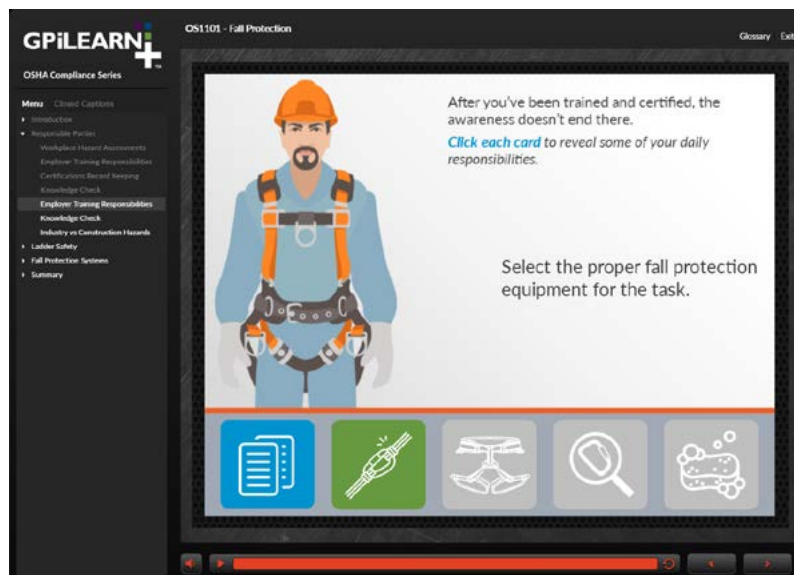 OS1101 - Fall Protection
Glossary Exit
GPiLEARN+
TM
OSHA Compliance Series
Menu Closed Captions
Introduction
Responsible Parties
Workplace Hazard Assessments
Employer Training Responsibilities
Certifications Record Keeping
Knowledge Check
Employer Training Responsibilities
Knowledge Check
Industry vs Construction Hazards
Ladder Safety
Fall Protection Systems
Summary
After you've been trained and certified, the
awareness doesn't end there.
Click each card to reveal some of your daily
responsibilities.
Select the proper fall protection
equipment for the task.